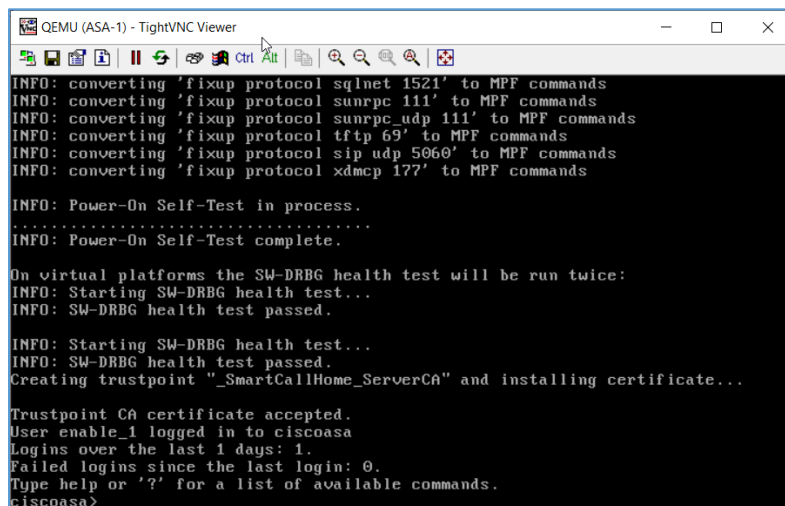 QEMU (ASA-1) - TightVNC Viewer
Ctrl Alt
INFO: converting 'fixup protocol sqlnet 1521' to MPF commands
INFO: converting 'fixup protocol sunrpc 111' to MPF commands
INFO: converting 'fixup protocol sunrpc_udp 111' to MPF commands
INFO: converting 'fixup protocol tftp 69' to MPF commands
INFO: converting 'fixup protocol sip udp 5060' to MPF commands
INFO: converting 'fixup protocol xdmcp 177' to MPF commands
INFO: Power-On Self-Test in process.
.....................................
INFO: Power-On Self-Test complete.
On virtual platforms the SW-DRBG health test will be run twice:
INFO: Starting SW-DRBG health test...
INFO: SW-DRBG health test passed.
INFO: Starting SW-DRBG health test...
INFO: SW-DRBG health test passed.
Creating trustpoint "_SmartCallHome_ServerCA" and installing certificate...
Trustpoint CA certificate accepted.
User enable_1 logged in to ciscoasa
Logins over the last 1 days: 1.
Failed logins since the last login: 0.
Type help or '?' for a list of available commands.
ciscoasa>